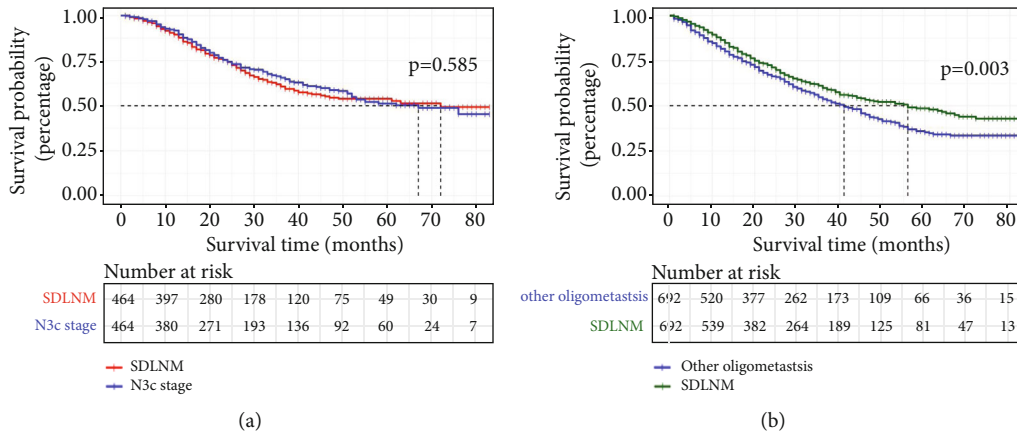 Survival probability
(percentage)
1.00
0.75
0.50
0.25
0.00
p=0.585
0 10 20 30 40 50 60 70 80
Survival time (months)
Number at risk
SDLNM 464 397 280 178 120 75 49 30 9
N3c stage 464 380 271 193 136 92 60 24 7
SDLNM
N3c stage
(a)
Survival probability
(percentage)
1.00
0.75
0.50
0.25
0.00
p=0.003
0 10 20 30 40 50 60 70 80
Survival time (months)
Number at risk
other oligometastsis 692 520 377 262 173 109 66 36 15
SDLNM 692 539 382 264 189 125 81 47 13
Other oligometastsis
SDLNM
(b)